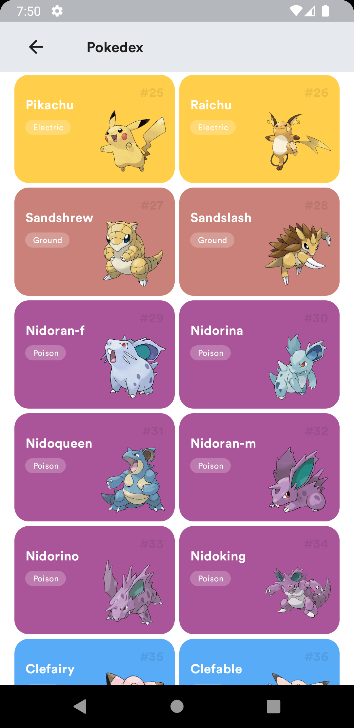 7:50
Pokedex
#25 #26
Pikachu Raichu
Electric Electric
#27 #28
Sandshrew Sandslash
Ground Ground
#29 #30
Nidoran-f Nidorina
Poison Poison
#31 #32
Nidoqueen Nidoran-m
Poison Poison
#33 #34
Nidorino Nidoking
Poison Poison
#35 #36
Clefairy Clefable